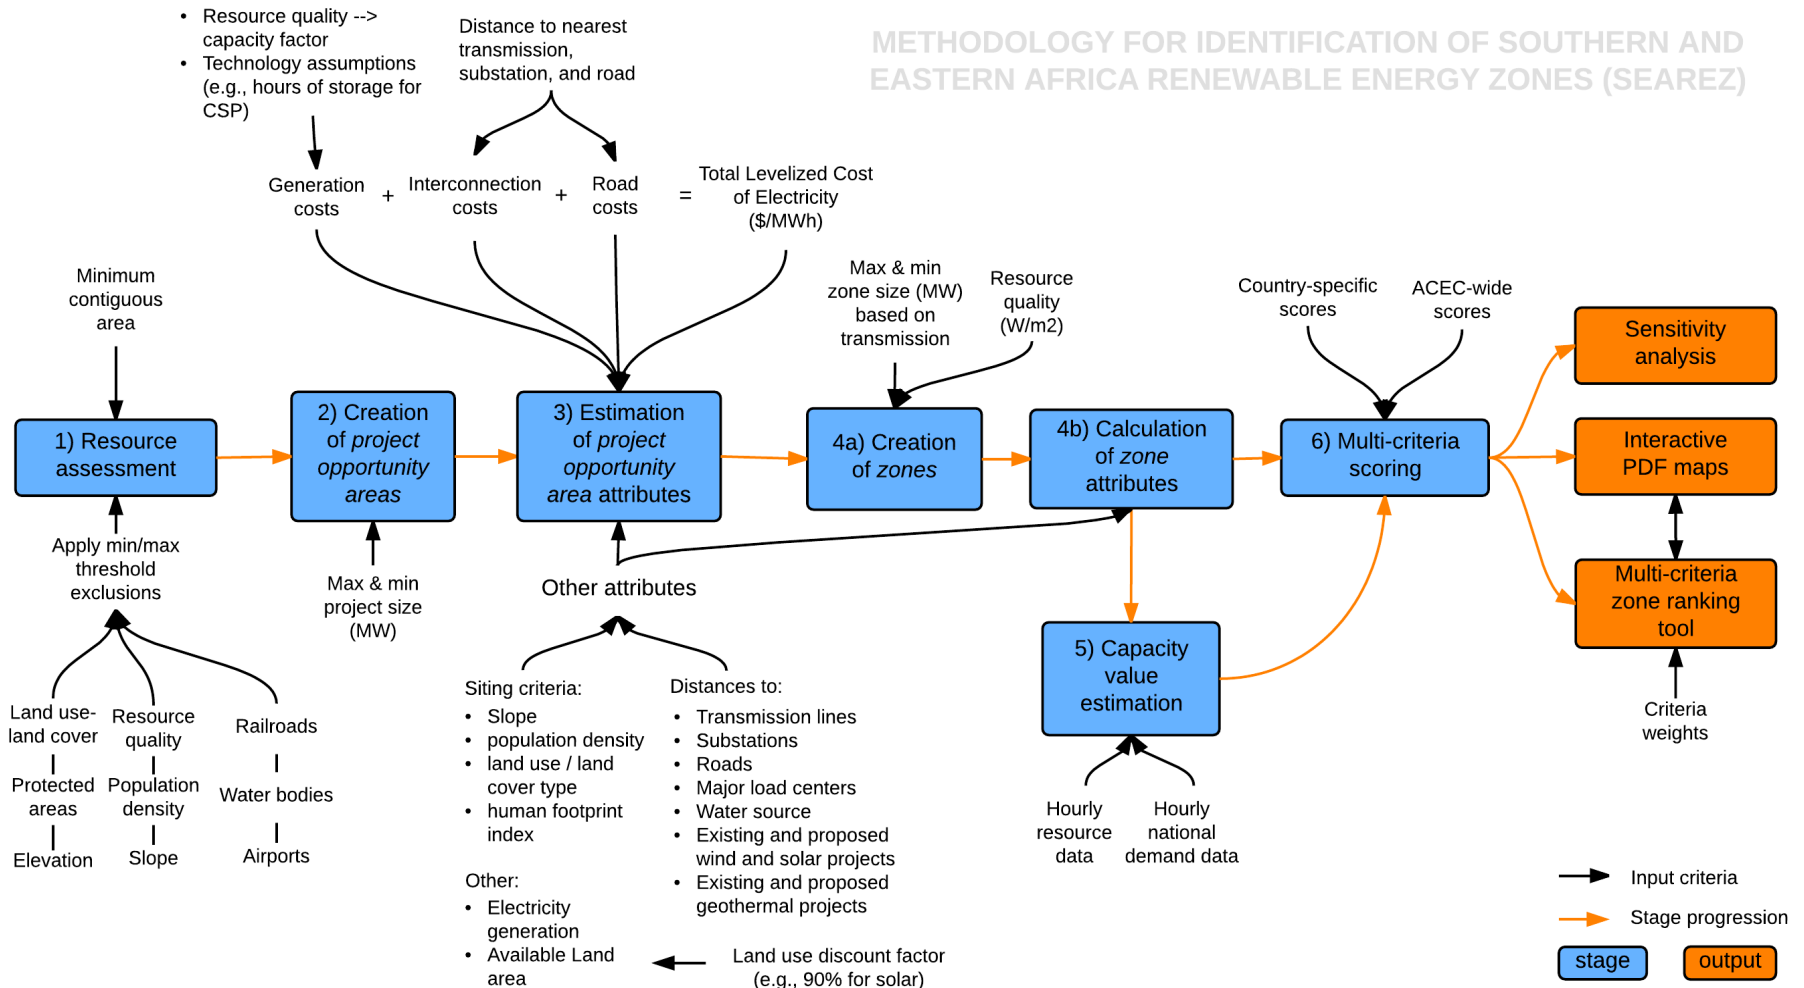 METHODOLOGY FOR IDENTIFICATION OF SOUTHERN AND
EASTERN AFRICA RENEWABLE ENERGY ZONES (SEAREZ)
• Resource quality -->
capacity factor
• Technology assumptions
(e.g., hours of storage for
CSP)
Distance to nearest
transmission,
substation, and road
Generation
costs
+
Interconnection
costs
+
Road
costs
=
Total Levelized Cost
of Electricity
($/MWh)
Minimum
contiguous
area
Max & min
zone size (MW)
based on
transmission
Resource
quality
(W/m2)
Country-specific
scores
ACEC-wide
scores
1) Resource
assessment
2) Creation
of project
opportunity
areas
3) Estimation
of project
opportunity
area attributes
4a) Creation
of zones
4b) Calculation
of zone
attributes
6) Multi-criteria
scoring
Sensitivity
analysis
Interactive
PDF maps
Multi-criteria
zone ranking
tool
Criteria
weights
Apply min/max
threshold
exclusions
Land use-
land cover
Protected
areas
Elevation
Resource
quality
Population
density
Slope
Railroads
Water bodies
Airports
Max & min
project size
(MW)
Other attributes
Siting criteria:
• Slope
• population density
• land use / land
cover type
• human footprint
index
Other:
• Electricity
generation
• Available Land
area
Distances to:
• Transmission lines
• Substations
• Roads
• Major load centers
• Water source
• Existing and proposed
wind and solar projects
• Existing and proposed
geothermal projects
Land use discount factor
(e.g., 90% for solar)
5) Capacity
value
estimation
Hourly
resource
data
Hourly
national
demand data
Input criteria
Stage progression
stage
output